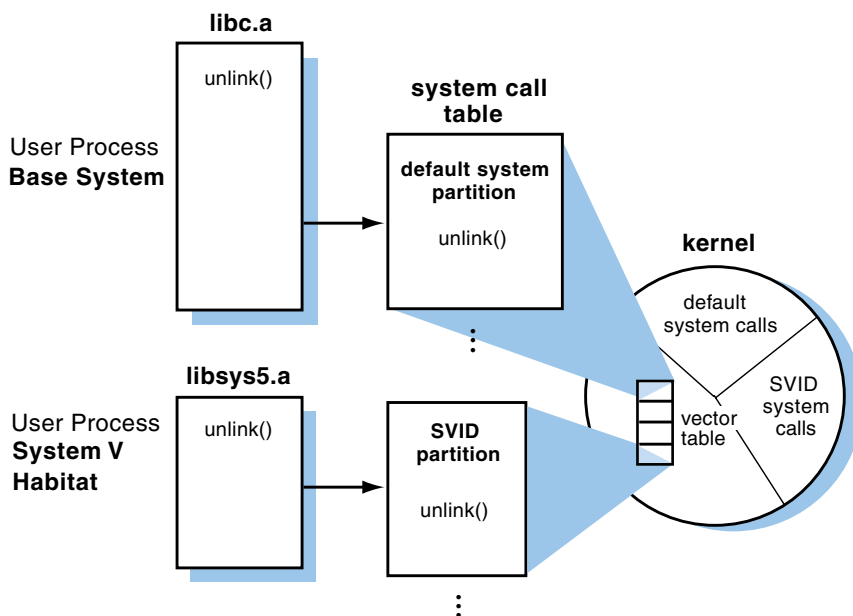 libc.a
unlink()
User Process
Base System
system call
table
default system
partition
unlink()
kernel
default
system calls
SVID
system
calls
vector
table
libsys5.a
unlink()
User Process
System V
Habitat
SVID
partition
unlink()